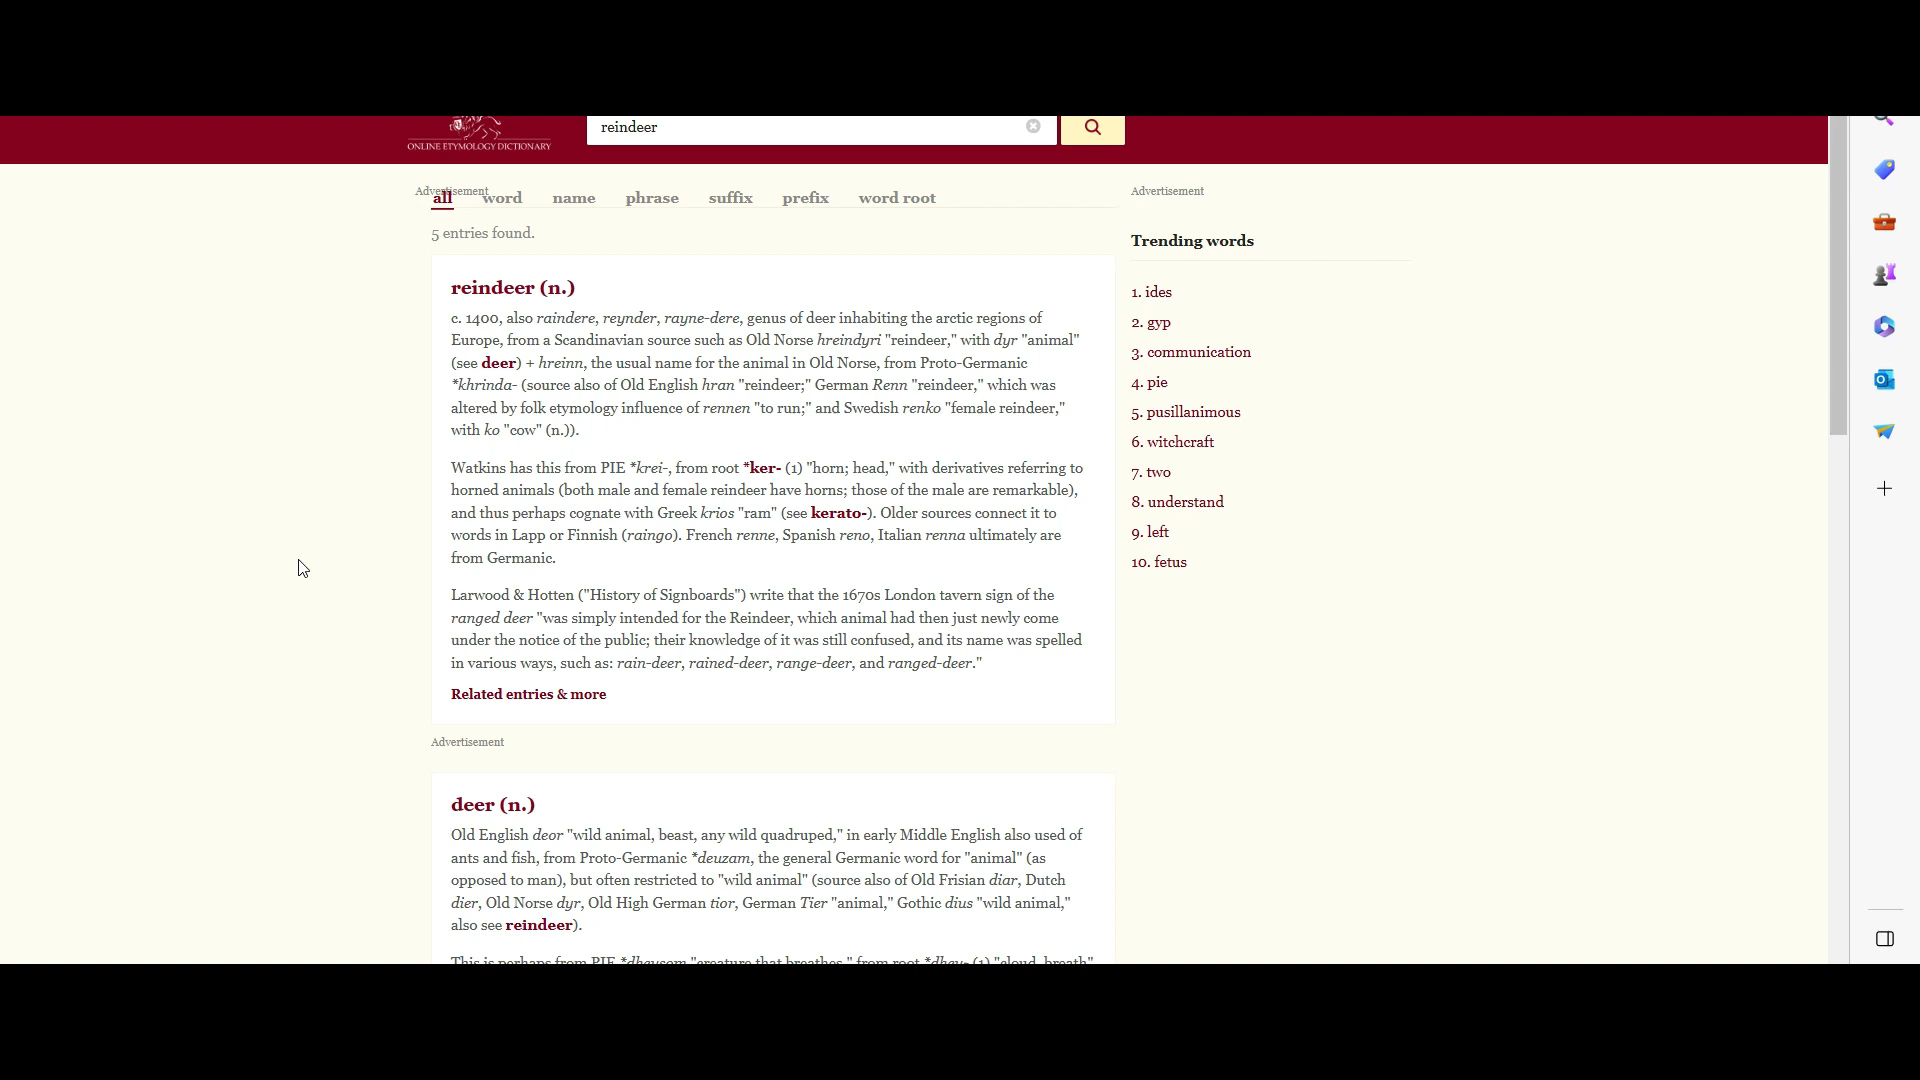 reindeer
ONLINE ETYMOLOGY DICTIONARY
Advertisement
all word name phrase suffix prefix word root
5 entries found.
reindeer (n.)
c. 1400, also raindere, reynder, rayne-dere, genus of deer inhabiting the arctic regions of
Europe, from a Scandinavian source such as Old Norse hreindyri "reindeer," with dyr "animal"
(see deer) + hreinn, the usual name for the animal in Old Norse, from Proto-Germanic
*khrinda- (source also of Old English hran "reindeer;" German Renn "reindeer," which was
altered by folk etymology influence of rennen "to run;" and Swedish renko "female reindeer,"
with ko "cow" (n.)).
Watkins has this from PIE *krei-, from root *ker- (1) "horn; head," with derivatives referring to
horned animals (both male and female reindeer have horns; those of the male are remarkable),
and thus perhaps cognate with Greek krios "ram" (see kerato-). Older sources connect it to
words in Lapp or Finnish (raingo). French renne, Spanish reno, Italian renna ultimately are
from Germanic.
Larwood & Hotten ("History of Signboards") write that the 1670s London tavern sign of the
ranged deer "was simply intended for the Reindeer, which animal had then just newly come
under the notice of the public; their knowledge of it was still confused, and its name was spelled
in various ways, such as: rain-deer, rained-deer, range-deer, and ranged-deer."
Related entries & more
Advertisement
deer (n.)
Old English deor "wild animal, beast, any wild quadruped," in early Middle English also used of
ants and fish, from Proto-Germanic *deuzam, the general Germanic word for "animal" (as
opposed to man), but often restricted to "wild animal" (source also of Old Frisian diar, Dutch
dier, Old Norse dyr, Old High German tior, German Tier "animal," Gothic dius "wild animal,"
also see reindeer).
This is perhaps from PIE *dheusom "creature that breathes," from root *dheu- (1) "cloud, breath"
Advertisement
Trending words
1. ides
2. gyp
3. communication
4. pie
5. pusillanimous
6. witchcraft
7. two
8. understand
9. left
10. fetus